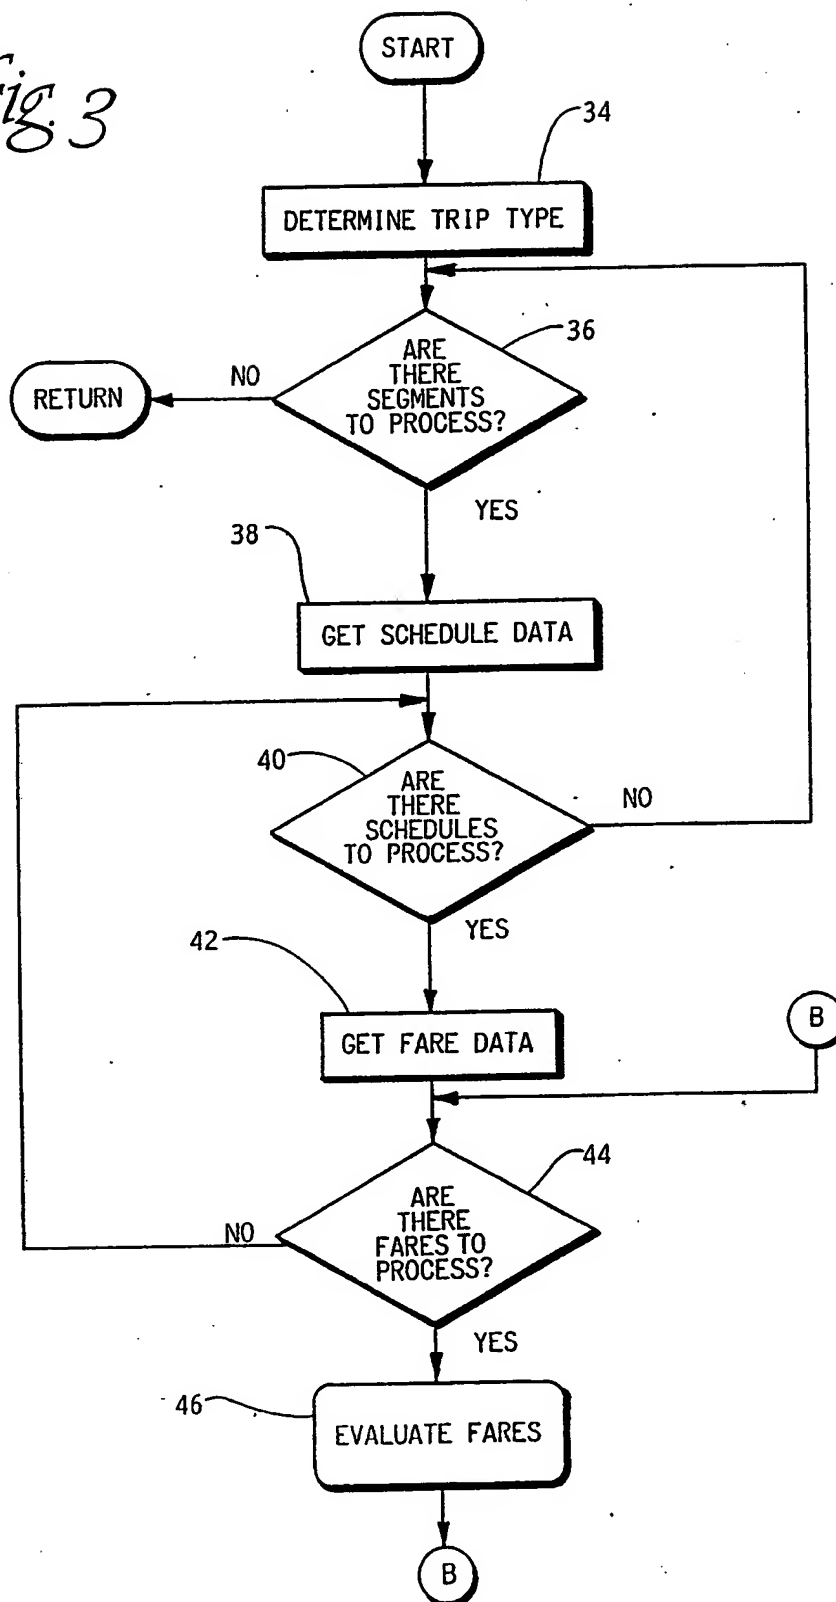 Fig. 3
START
34
DETERMINE TRIP TYPE
36
ARE
THERE
SEGMENTS
TO PROCESS?
NO
RETURN
YES
38
GET SCHEDULE DATA
40
ARE
THERE
SCHEDULES
TO PROCESS?
NO
YES
42
GET FARE DATA
B
44
ARE
THERE
FARES TO
PROCESS?
NO
YES
46
EVALUATE FARES
B